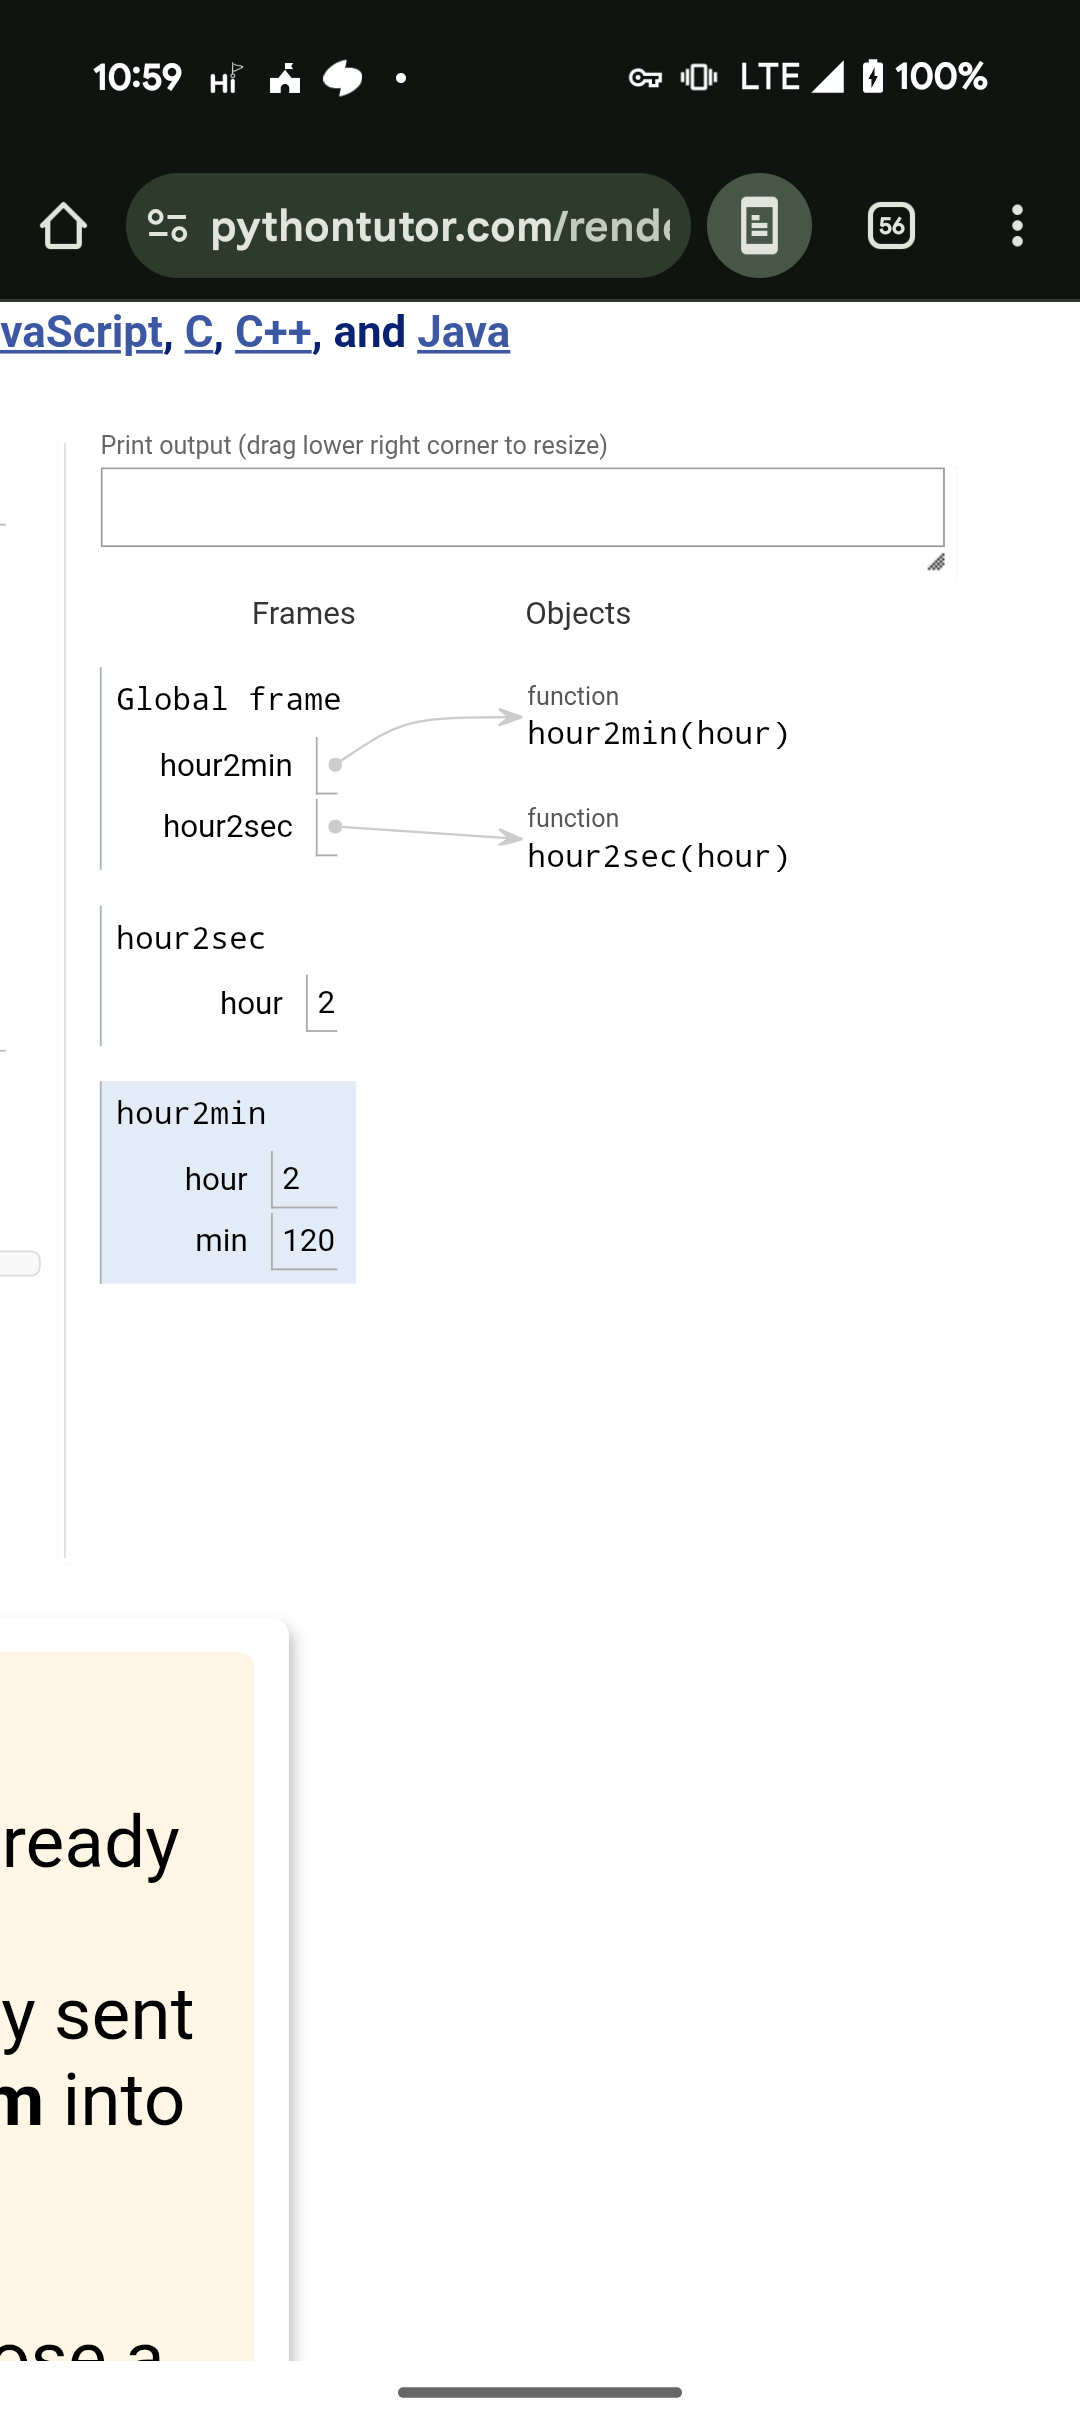 10:59 Hi LTE 100%
pythontutor.com/rende 56
vaScript, C, C++, and Java
Print output (drag lower right corner to resize)
Frames Objects
Global frame
function
hour2min(hour)
hour2min
hour2sec
function
hour2sec(hour)
hour2sec
hour 2
hour2min
hour 2
min 120
ready
y sent
m into
ose a